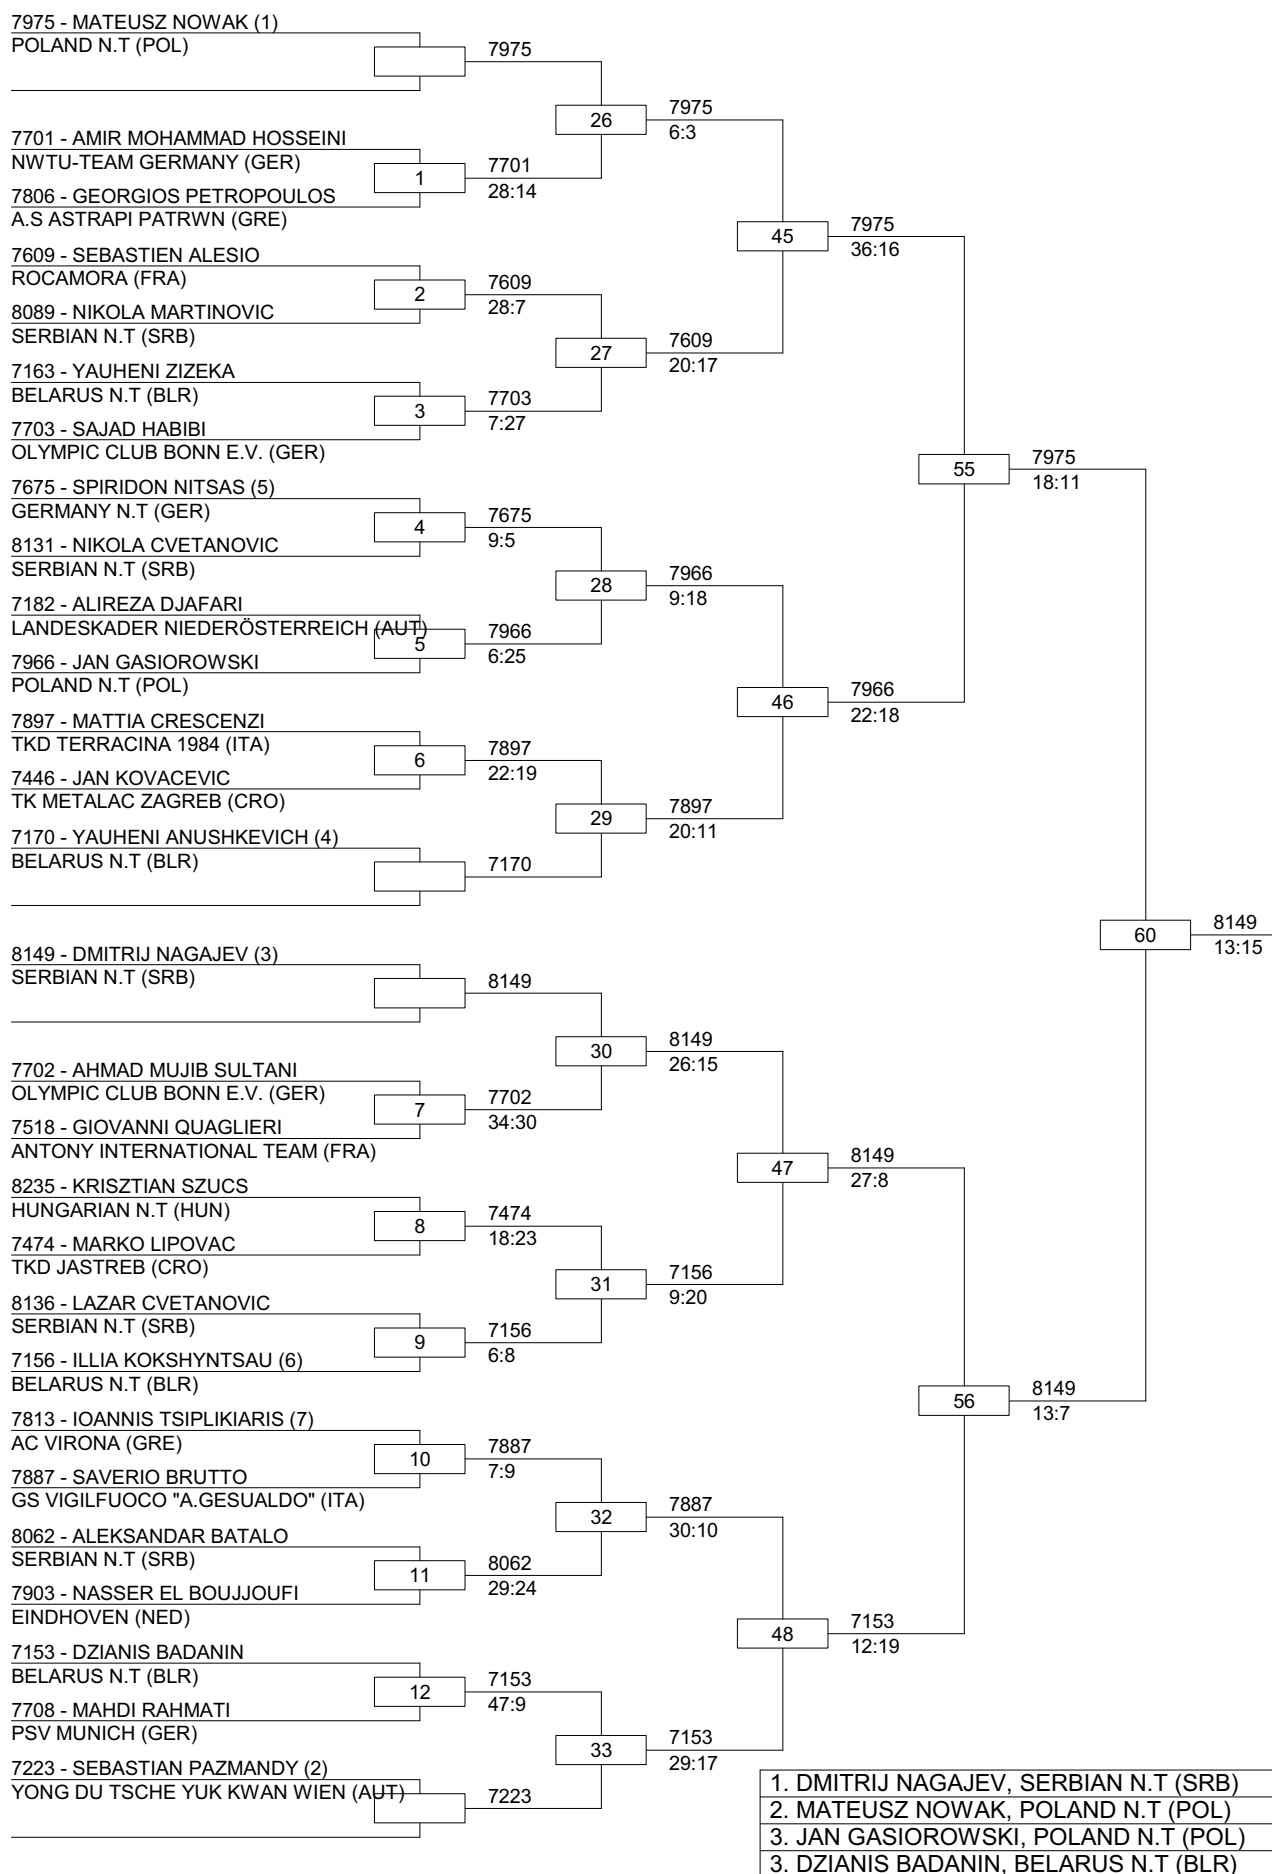 7975 - MATEUSZ NOWAK (1)
POLAND N.T (POL)
7975
26
7975
6:3
7701 - AMIR MOHAMMAD HOSSEINI
NWTU-TEAM GERMANY (GER)
1
7701
28:14
7806 - GEORGIOS PETROPOULOS
A.S ASTRAPI PATRWN (GRE)
45
7975
36:16
7609 - SEBASTIEN ALESIO
ROCAMORA (FRA)
2
7609
28:7
8089 - NIKOLA MARTINOVIC
SERBIAN N.T (SRB)
27
7609
20:17
7163 - YAUHENI ZIZEKA
BELARUS N.T (BLR)
3
7703
7:27
7703 - SAJAD HABIBI
OLYMPIC CLUB BONN E.V. (GER)
55
7975
18:11
7675 - SPIRIDON NITSAS (5)
GERMANY N.T (GER)
4
7675
9:5
8131 - NIKOLA CVETANOVIC
SERBIAN N.T (SRB)
28
7966
9:18
7182 - ALIREZA DJAFARI
LANDESKADER NIEDERÖSTERREICH (AUT)
5
7966
6:25
7966 - JAN GASIOROWSKI
POLAND N.T (POL)
46
7966
22:18
7897 - MATTIA CRESCENZI
TKD TERRACINA 1984 (ITA)
6
7897
22:19
7446 - JAN KOVACEVIC
TK METALAC ZAGREB (CRO)
29
7897
20:11
7170 - YAUHENI ANUSHKEVICH (4)
BELARUS N.T (BLR)
7170
60
8149
13:15
8149 - DMITRIJ NAGAJEV (3)
SERBIAN N.T (SRB)
8149
30
8149
26:15
7702 - AHMAD MUJIB SULTANI
OLYMPIC CLUB BONN E.V. (GER)
7
7702
34:30
7518 - GIOVANNI QUAGLIERI
ANTONY INTERNATIONAL TEAM (FRA)
47
8149
27:8
8235 - KRISZTIAN SZUCS
HUNGARIAN N.T (HUN)
8
7474
18:23
7474 - MARKO LIPOVAC
TKD JASTREB (CRO)
31
7156
9:20
8136 - LAZAR CVETANOVIC
SERBIAN N.T (SRB)
9
7156
6:8
7156 - ILLIA KOKSHYNTSAU (6)
BELARUS N.T (BLR)
56
8149
13:7
7813 - IOANNIS TSIPLIKIARIS (7)
AC VIRONA (GRE)
10
7887
7:9
7887 - SAVERIO BRUTTO
GS VIGILFUOCO "A.GESUALDO" (ITA)
32
7887
30:10
8062 - ALEKSANDAR BATALO
SERBIAN N.T (SRB)
11
8062
29:24
7903 - NASSER EL BOUJJOUFI
EINDHOVEN (NED)
48
7153
12:19
7153 - DZIANIS BADANIN
BELARUS N.T (BLR)
12
7153
47:9
7708 - MAHDI RAHMATI
PSV MUNICH (GER)
33
7153
29:17
7223 - SEBASTIAN PAZMANDY (2)
YONG DU TSCHE YUK KWAN WIEN (AUT)
7223
1. DMITRIJ NAGAJEV, SERBIAN N.T (SRB)
2. MATEUSZ NOWAK, POLAND N.T (POL)
3. JAN GASIOROWSKI, POLAND N.T (POL)
3. DZIANIS BADANIN, BELARUS N.T (BLR)